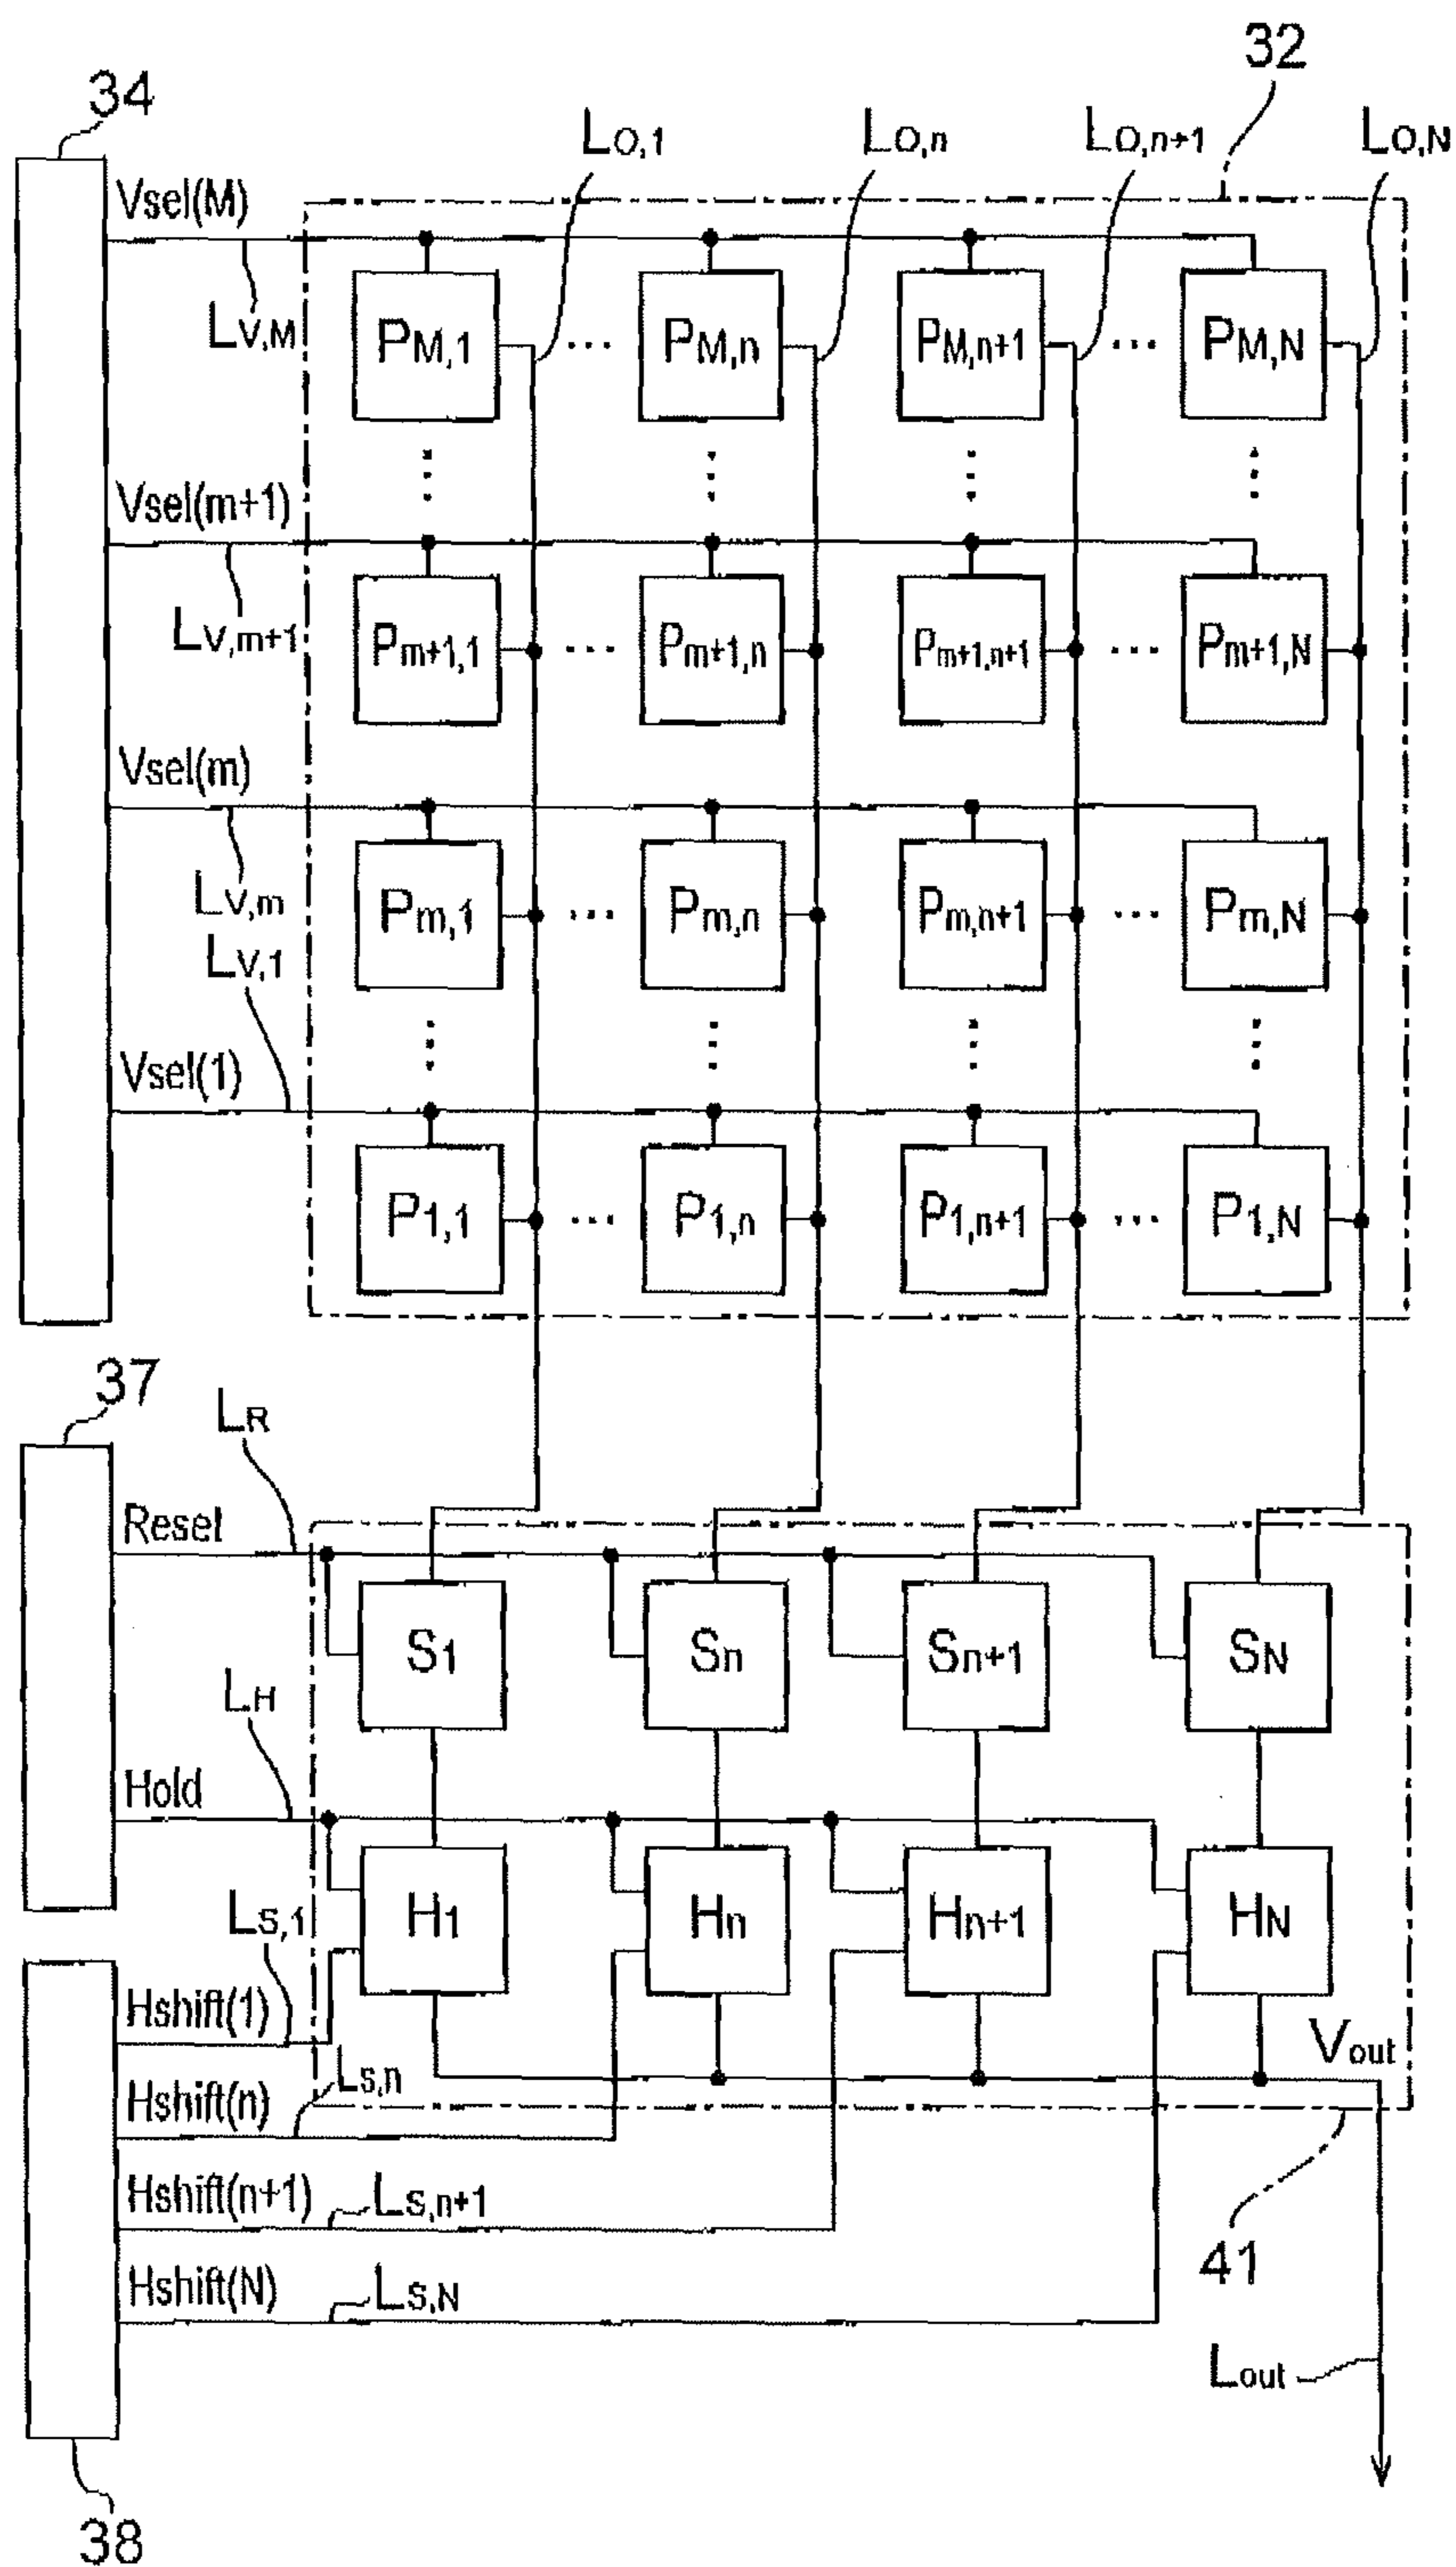 32
34
LO,1 LO,n LO,n+1 LO,N
Vsel(M)
LV,M
PM,1 ... PM,n PM,n+1 ... PM,N
Vsel(m+1)
LV,m+1
Pm+1,1 ... Pm+1,n Pm+1,n+1 ... Pm+1,N
Vsel(m)
LV,m
Pm,1 ... Pm,n Pm,n+1 ... Pm,N
LV,1
Vsel(1)
P1,1 ... P1,n P1,n+1 ... P1,N
37
LR
Reset
S1 Sn Sn+1 SN
LH
Hold
H1 Hn Hn+1 HN
LS,1
Hshift(1)
Vout
LS,n
Hshift(n)
Hshift(n+1) LS,n+1
41
Hshift(N) LS,N
Lout
38